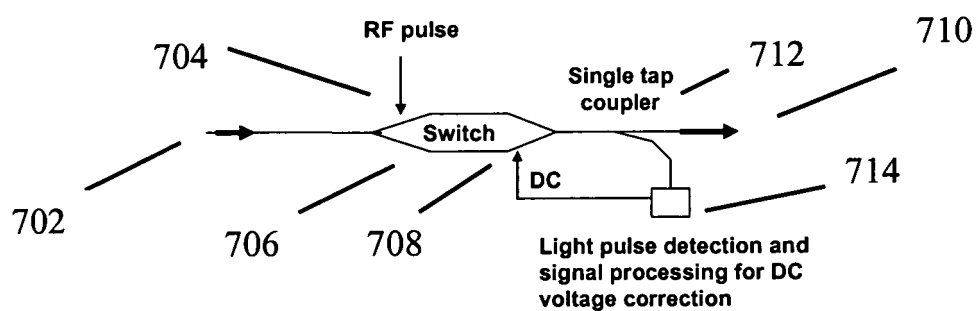 RF pulse
704
Single tap
coupler
712
710
Switch
702
706
708
DC
714
Light pulse detection and
signal processing for DC
voltage correction